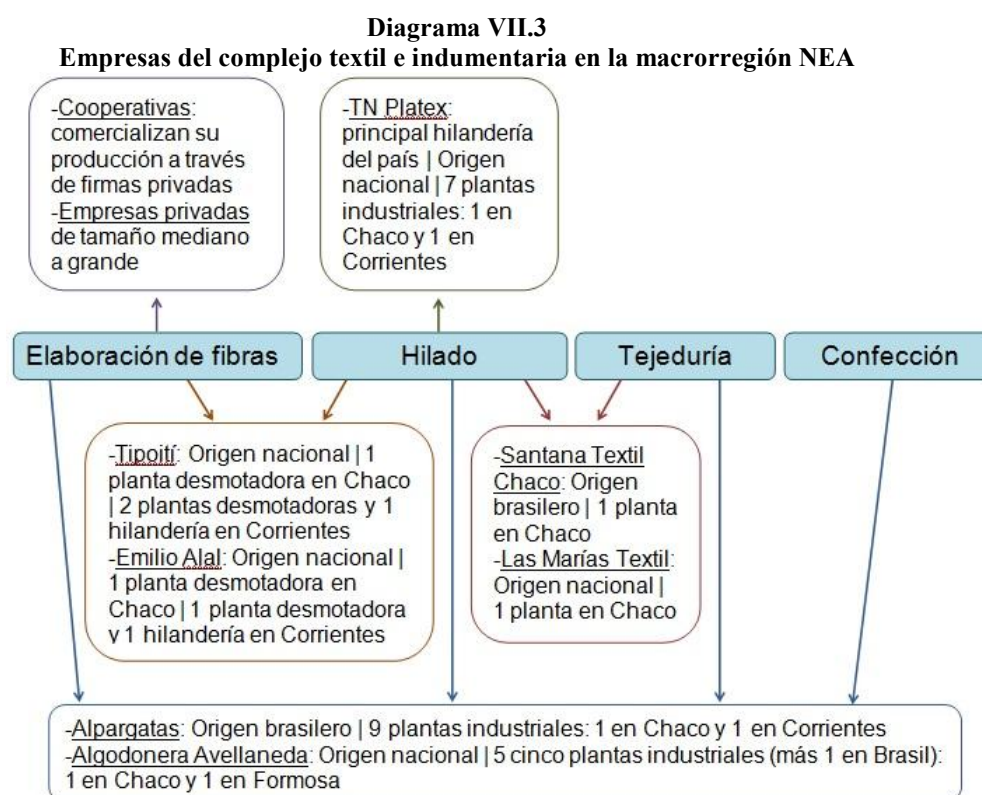 Diagrama VII.3
Empresas del complejo textil e indumentaria en la macrorregión NEA
-Cooperativas:
comercializan su
producción a través
de firmas privadas
-Empresas privadas
de tamaño mediano
a grande
-TN Platex:
principal hilandería
del país | Origen
nacional | 7 plantas
industriales: 1 en
Chaco y 1 en
Corrientes
Elaboración de fibras
Hilado
Tejeduría
Confección
-Tipoití: Origen nacional | 1
planta desmotadora en Chaco
| 2 plantas desmotadoras y 1
hilandería en Corrientes
-Emilio Alal: Origen nacional |
1 planta desmotadora en
Chaco | 1 planta desmotadora
y 1 hilandería en Corrientes
-Santana Textil
Chaco: Origen
brasilero | 1 planta
en Chaco
-Las Marías Textil:
Origen nacional |
1 planta en Chaco
-Alpargatas: Origen brasilero | 9 plantas industriales: 1 en Chaco y 1 en Corrientes
-Algodonera Avellaneda: Origen nacional | 5 cinco plantas industriales (más 1 en Brasil):
1 en Chaco y 1 en Formosa